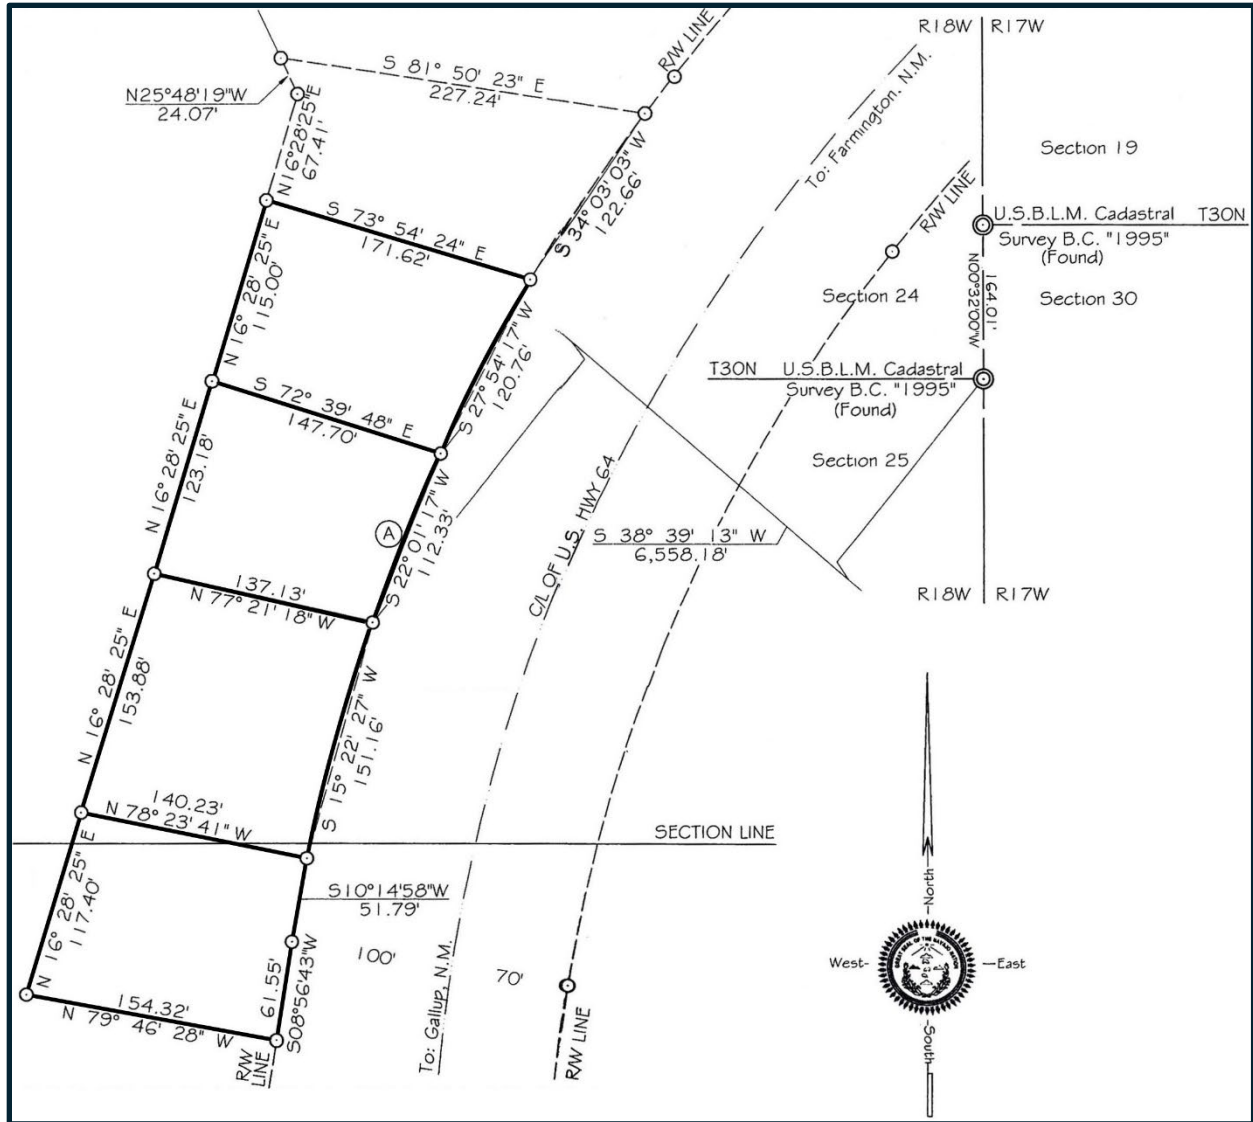 R18W R17W
R/W LINE
To: Farmington, N.M.
S 81° 50' 23" E
227.24'
N25°48'19"W
24.07'
N16°28'25"E
67.41'
S 34° 03' 03" W
122.66'
Section 19
R/W LINE
U.S.B.L.M. Cadastral T30N
Survey B.C. "1995"
(Found)
S 73° 54' 24" E
171.62'
N 16° 28' 25" E
115.00'
S 27° 54' 17" W
120.76'
Section 24
164.01'
N00°32'00"W
Section 30
T30N U.S.B.L.M. Cadastral
Survey B.C. "1995"
(Found)
S 72° 39' 48" E
147.70'
N 16° 28' 25" E
123.18'
Section 25
A
S 22° 01' 17" W
112.33'
C/L OF U.S. HWY 64
S 38° 39' 13" W
6,558.18'
137.13'
N 77° 21' 18" W
R18W R17W
N 16° 28' 25" E
153.88'
S 15° 22' 27" W
151.16'
140.23'
N 78° 23' 41" W
SECTION LINE
N 16° 28' 25" E
117.40'
S10°14'58"W
51.79'
100'
70'
61.55'
S08°56'43"W
154.32'
N 79° 46' 28" W
R/W
LINE
To: Gallup, N.M.
R/W LINE
North
West
GREAT SEAL OF THE NAVAJO NATION
East
South